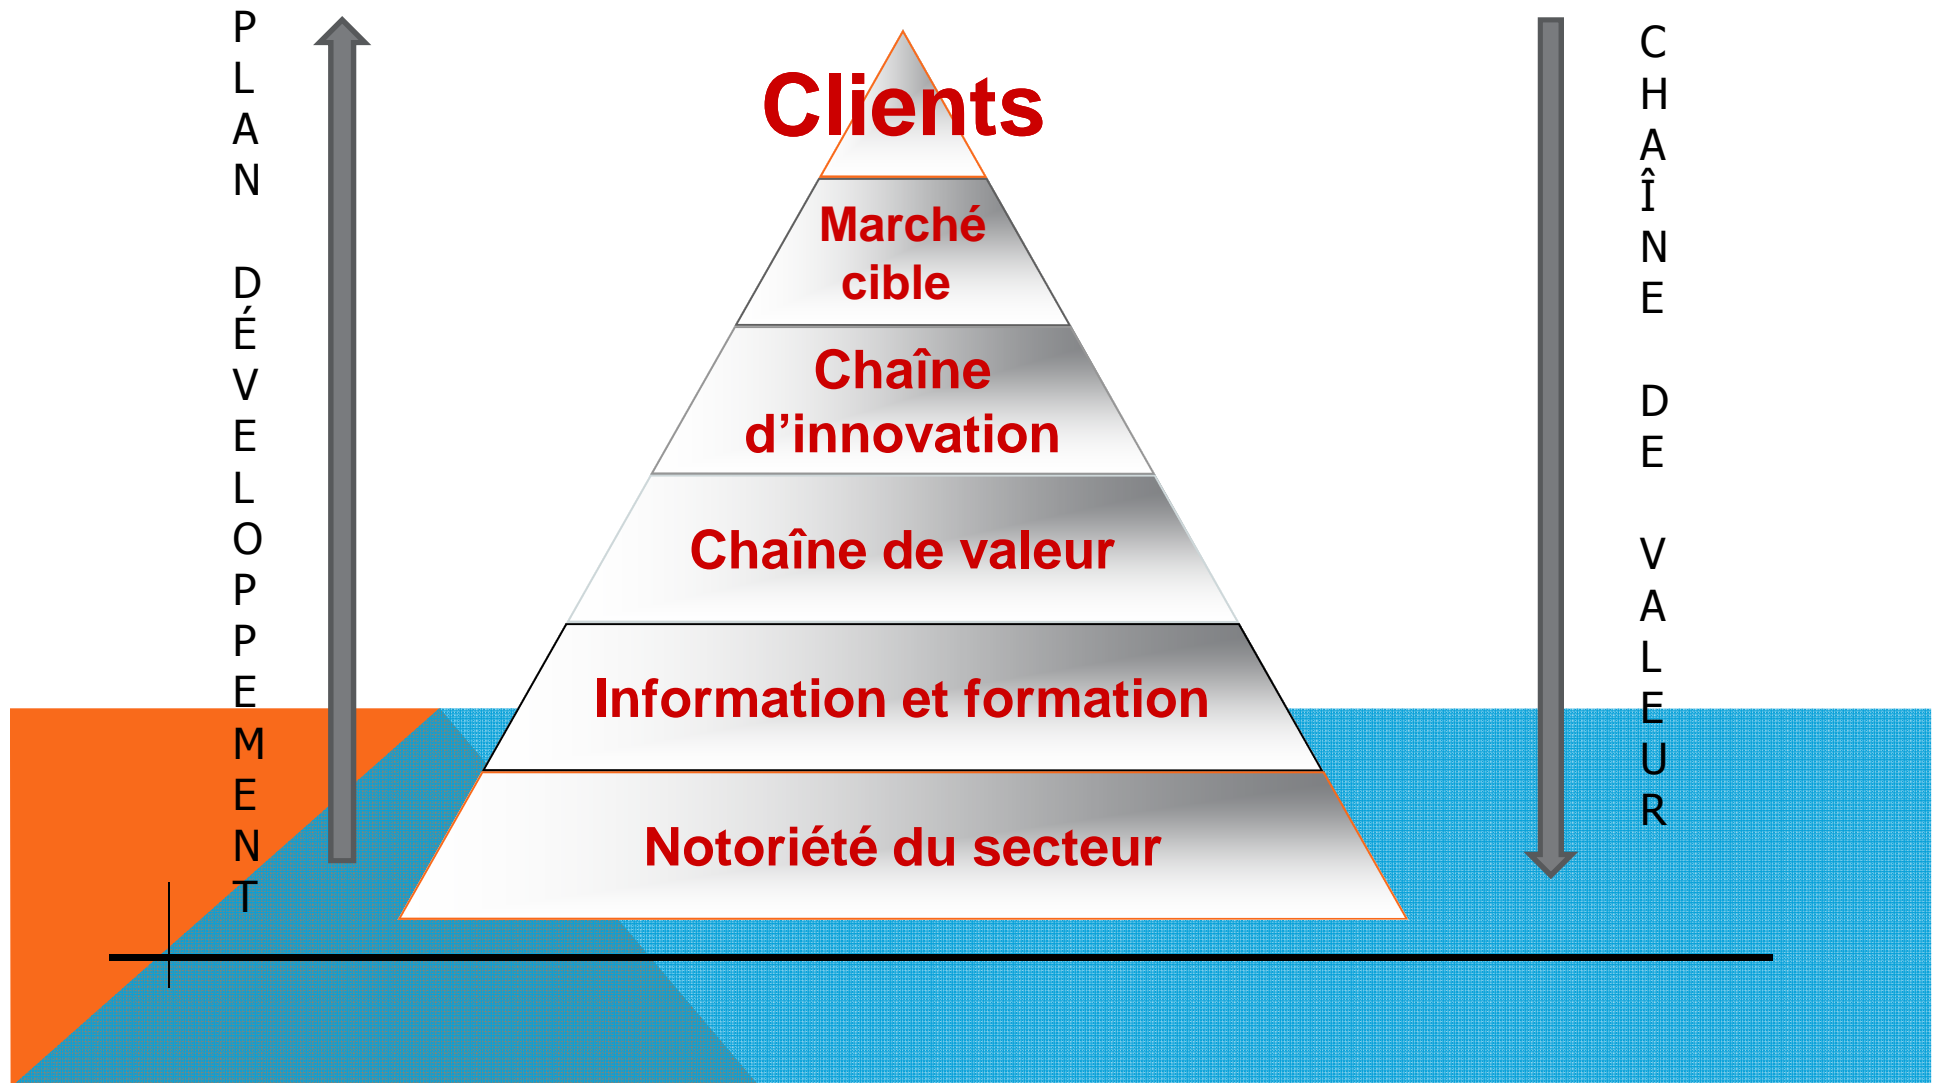 PLAN DÉVELOPPEMENT
Clients
Marché
cible
Chaîne
d’innovation
Chaîne de valeur
Information et formation
Notoriété du secteur
CHAÎNE DE VALEUR